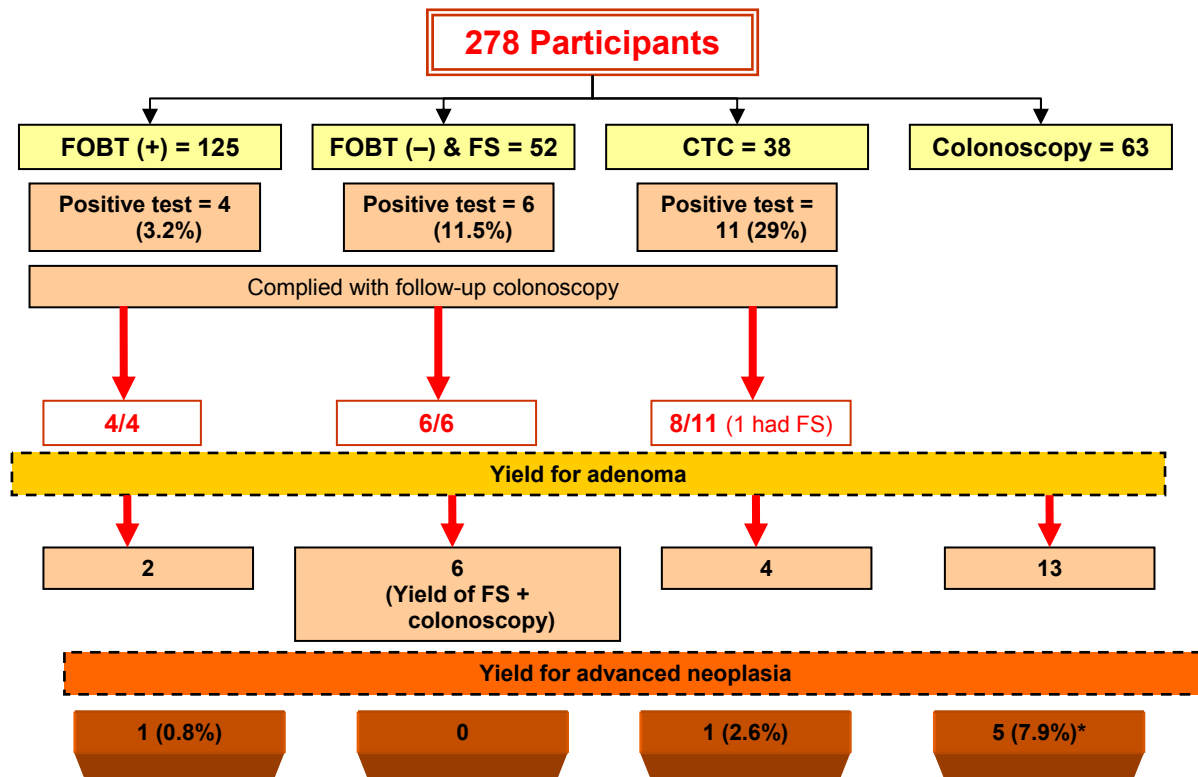 278 Participants
FOBT (+) = 125
FOBT (–) & FS = 52
CTC = 38
Colonoscopy = 63
Positive test = 4
(3.2%)
Positive test = 6
(11.5%)
Positive test =
11 (29%)
Complied with follow-up colonoscopy
4/4
6/6
8/11 (1 had FS)
Yield for adenoma
2
6
(Yield of FS +
colonoscopy)
4
13
Yield for advanced neoplasia
1 (0.8%)
0
1 (2.6%)
5 (7.9%)*